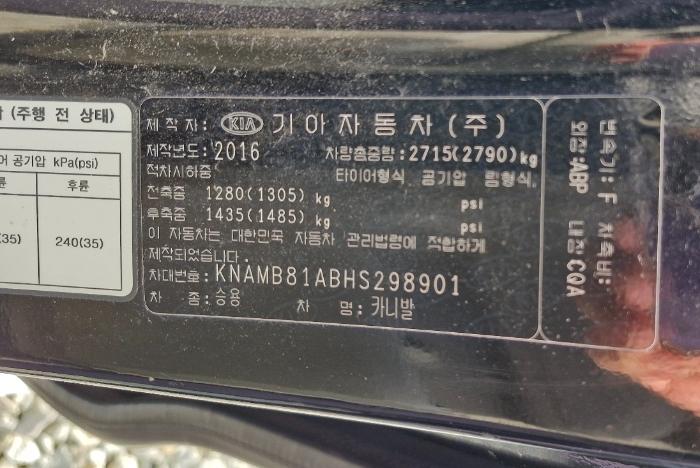 (주행 전 상태)
어 공기압 kPa(psi)
륜
후륜
(35)
240(35)
제 작 자: KIA 기아자동차(주)
제작년도:2016
차량총중량:2715(2790)kg
적차시하중
타이어형식 공기압 림형식
전축중 1280(1305) kg
psi
후축중 1435(1485) kg
psi
이 자동차는 대한민국 자동차 관리법령에 적합하게
제작되었습니다.
차대번호:KNAMB81ABHS298901
차 종:승용
차 명:카니발
변속기: F 차축비:
외장:ABP 내장:CQA